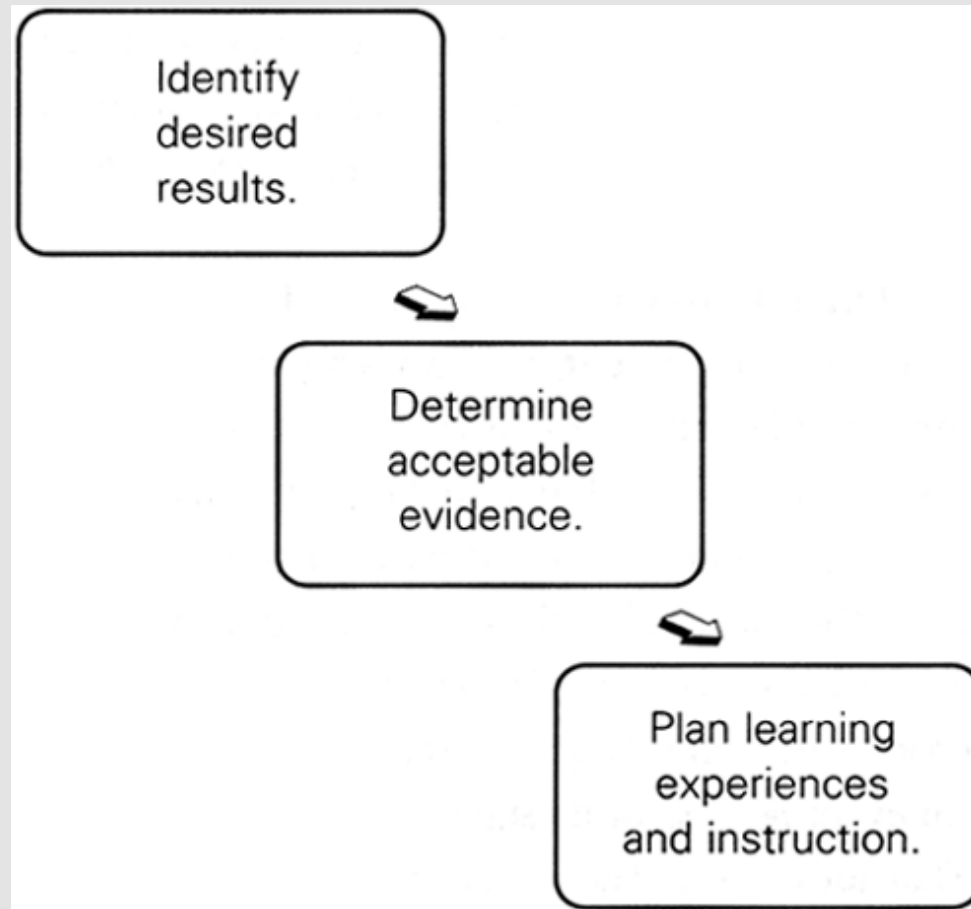 Identify
desired
results.
Determine
acceptable
evidence.
Plan learning
experiences
and instruction.